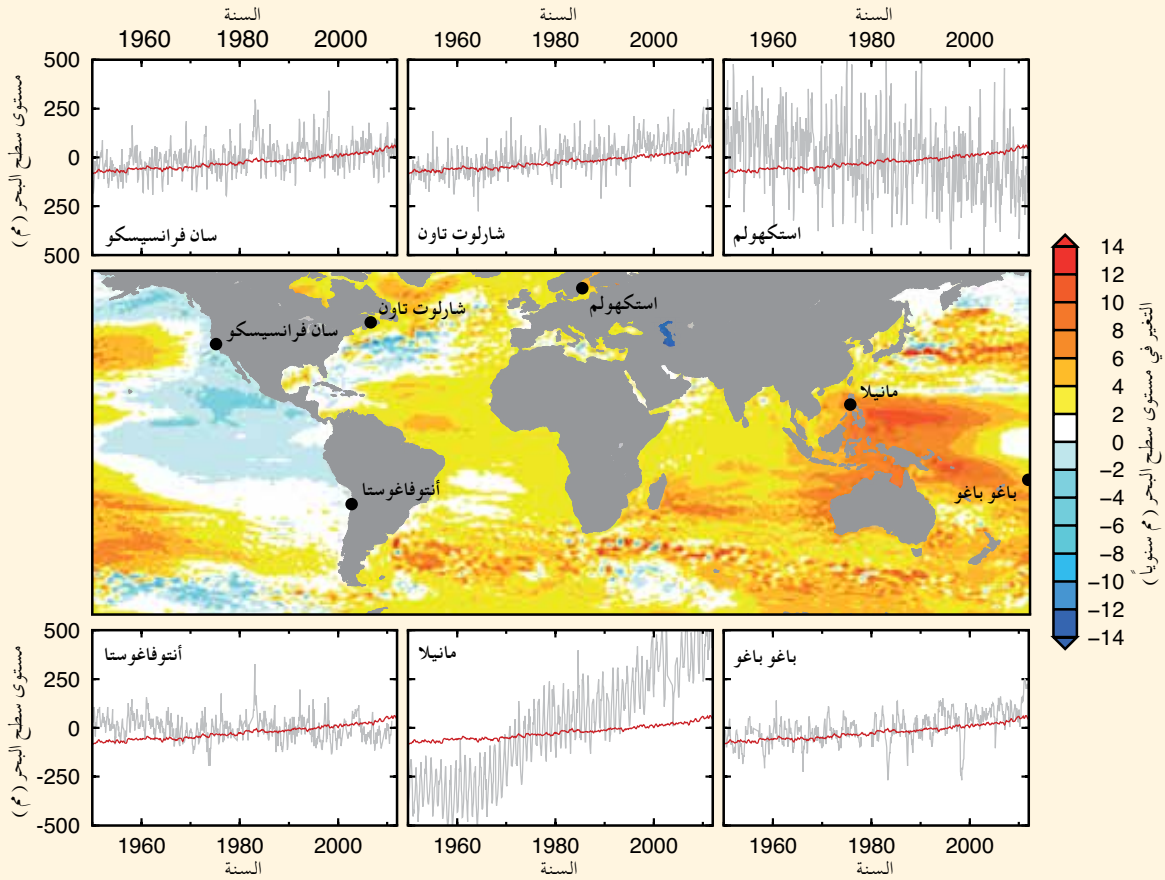 السنة السنة السنة
1960 1980 2000 1960 1980 2000 1960 1980 2000
مستوى سطح البحر (مم)
500
250
0
250
500
سان فرانسيسكو
شارلوت تاون
استكهولم
سان فرانسيسكو
شارلوت تاون
استكهولم
مانيلا
أنتوفاغوستا
باغو باغو
14
12
10
8
6
4
2
0
−2
−4
−6
−8
−10
−12
−14
التغير في مستوى سطح البحر (مم سنوياً)
مستوى سطح البحر (مم)
500
250
0
-250
-500
أنتوفاغوستا
مانيلا
باغو باغو
1960 1980 2000 1960 1980 2000 1960 1980 2000
السنة السنة السنة